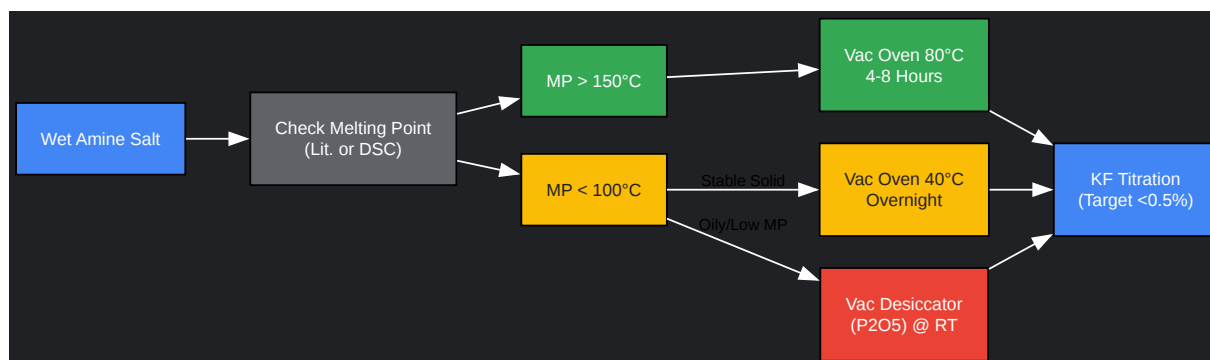 Wet Amine Salt
Check Melting Point
(Lit. or DSC)
MP > 150°C
MP < 100°C
Stable Solid
Oily/Low MP
Vac Oven 80°C
4-8 Hours
Vac Oven 40°C
Overnight
Vac Desiccator
(P2O5) @ RT
KF Titration
(Target <0.5%)